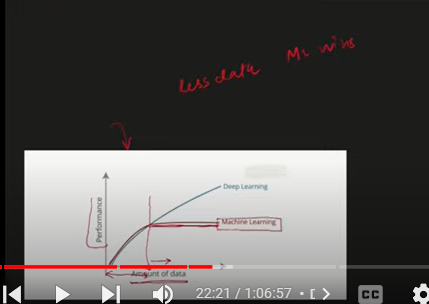 less data ML wins
Deep Learning
Machine Learning
Performance
Amount of data
22:21 / 1:06:57
CC